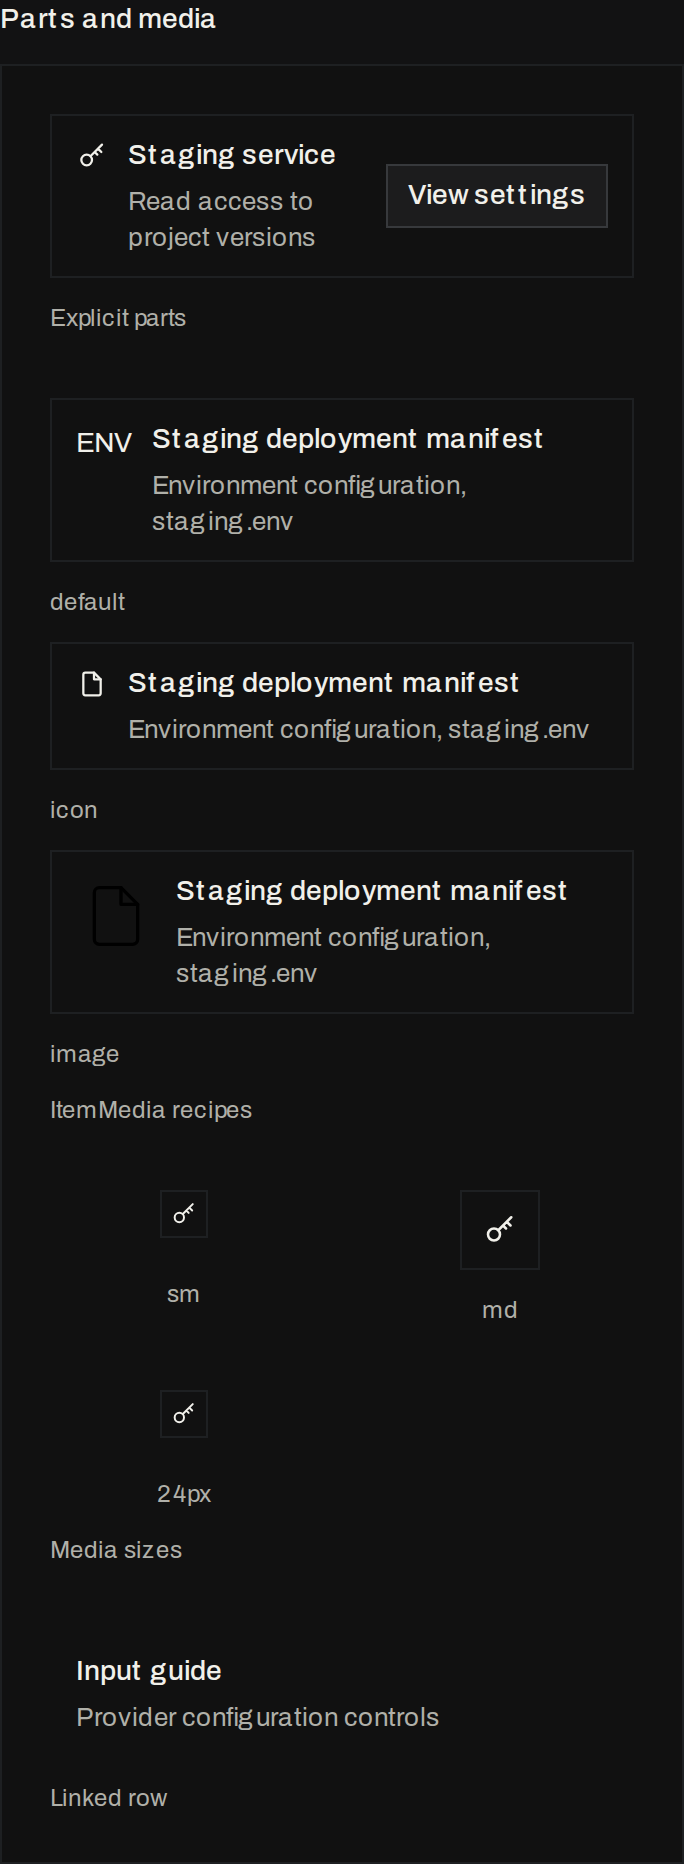 Parts and media
Staging service
Read access to
project versions
View settings
Explicit parts
ENV
Staging deployment manifest
Environment configuration,
staging.env
default
Staging deployment manifest
Environment configuration, staging.env
icon
Staging deployment manifest
Environment configuration,
staging.env
image
ItemMedia recipes
sm
md
24px
Media sizes
Input guide
Provider configuration controls
Linked row